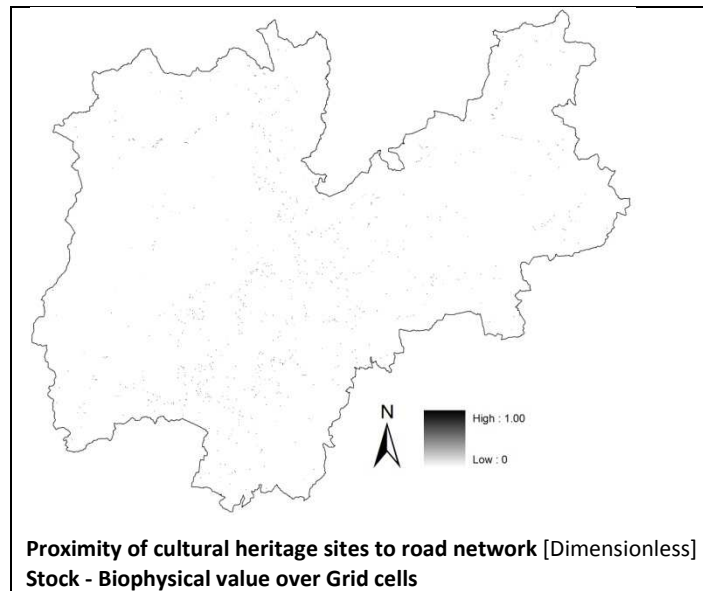 N
High : 1.00
Low : 0
Proximity of cultural heritage sites to road network [Dimensionless]
Stock - Biophysical value over Grid cells